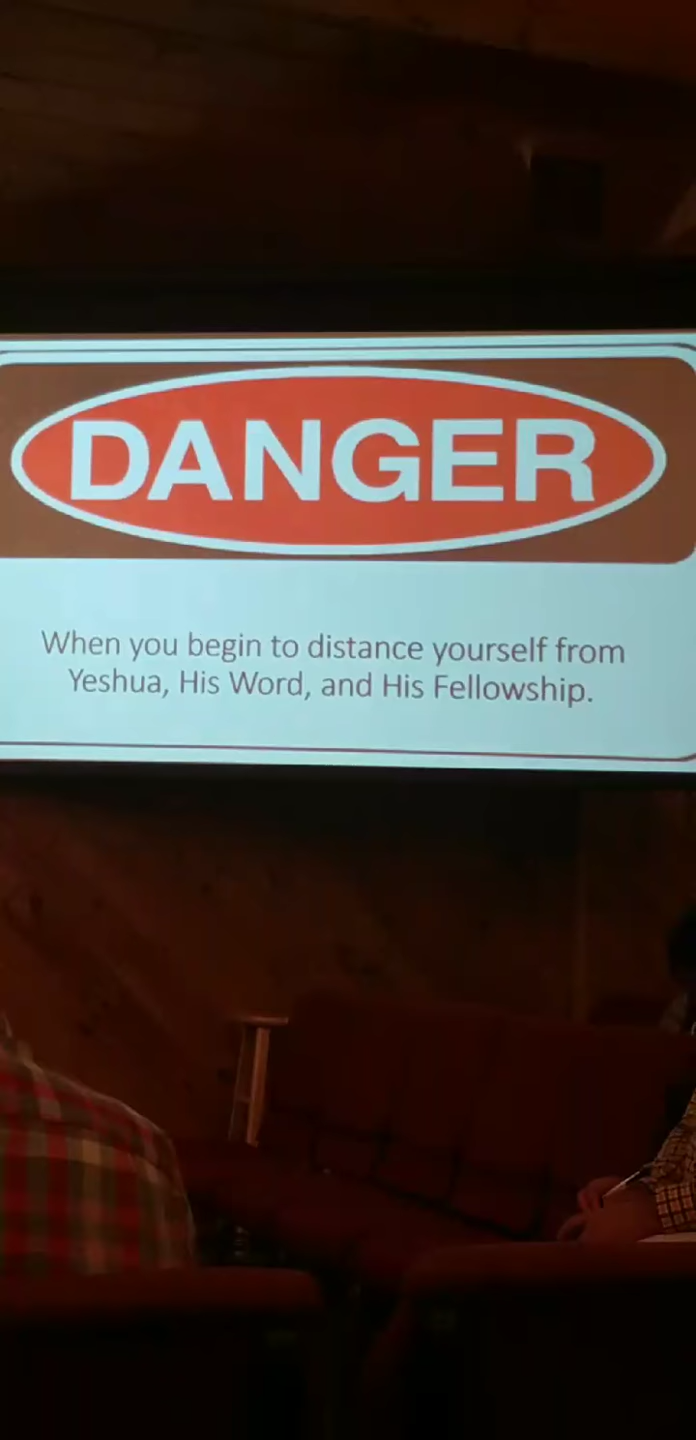 DANGER
When you begin to distance yourself from
Yeshua, His Word, and His Fellowship.